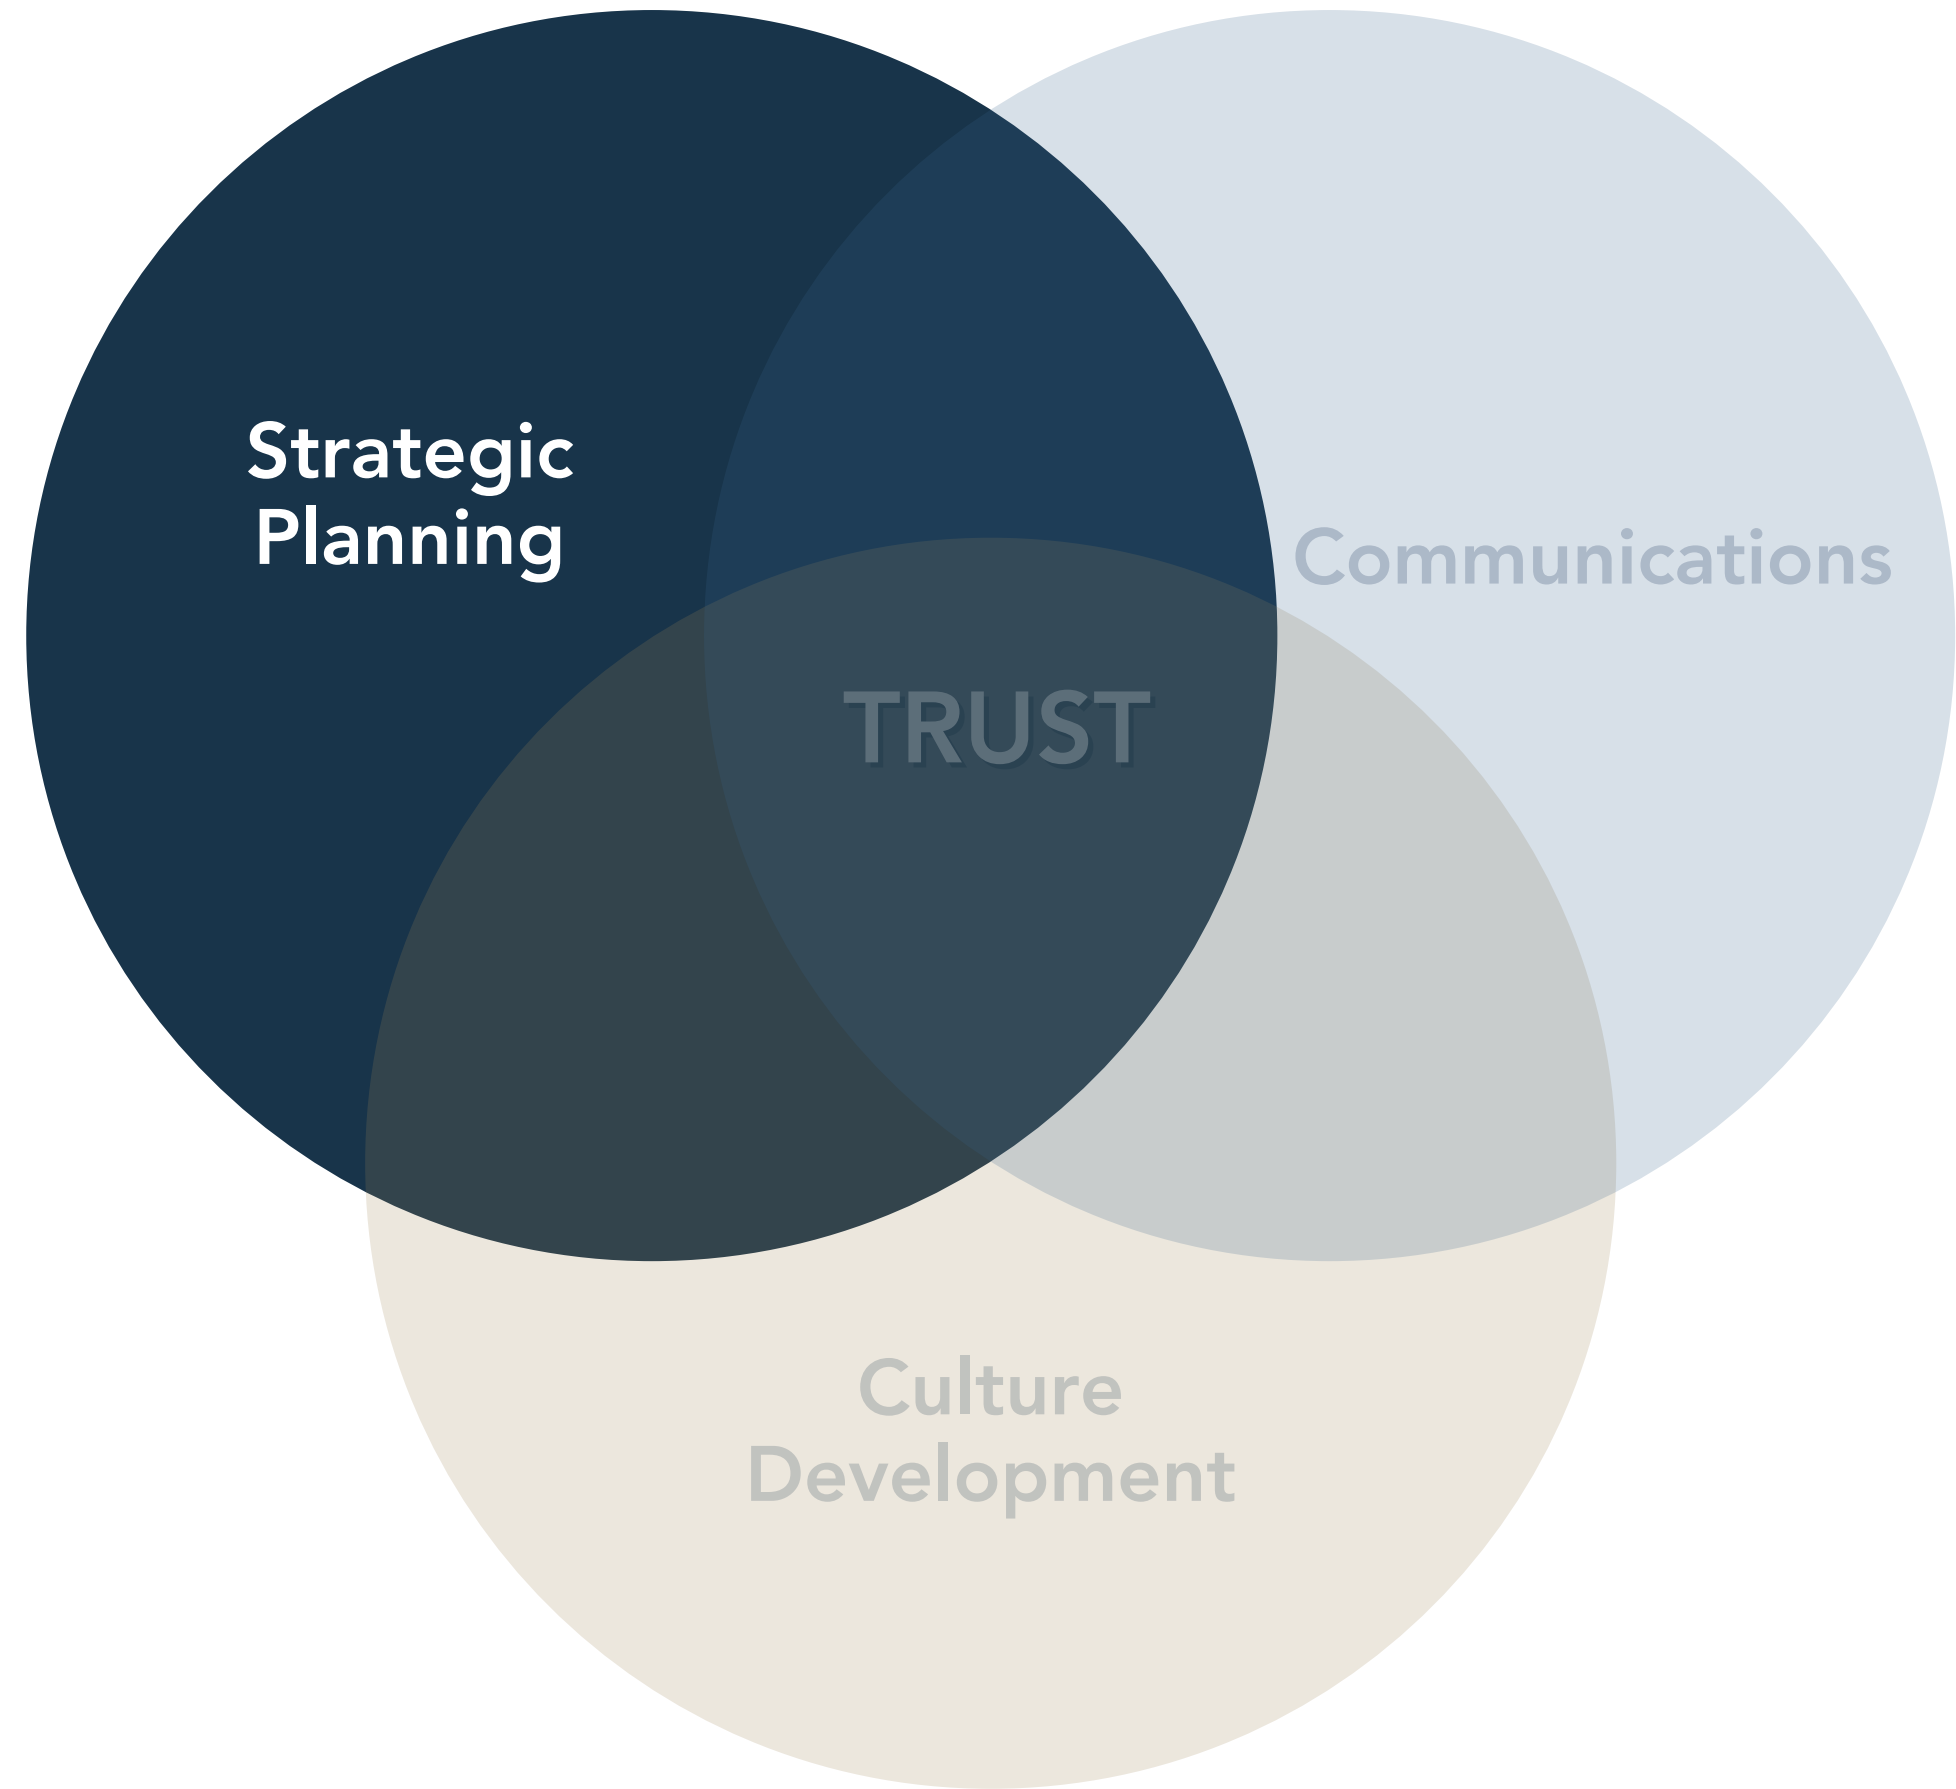 Strategic
Planning
Communications
TRUST
Culture
Development